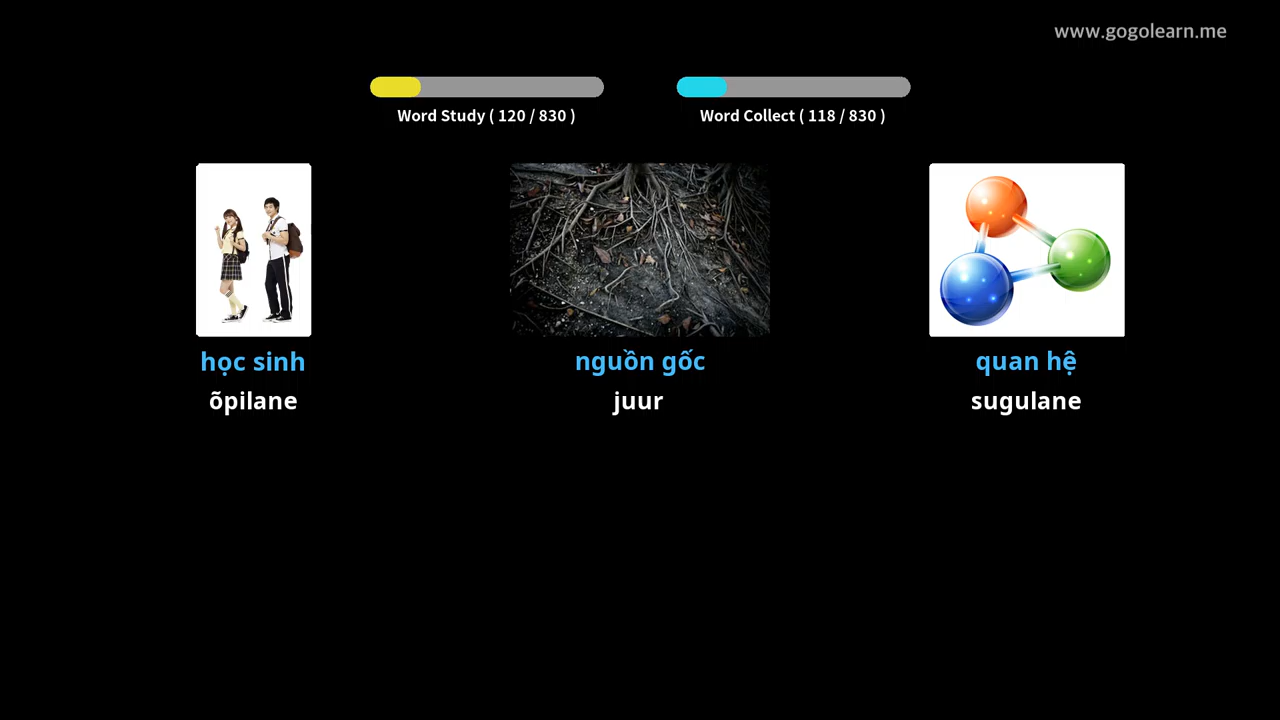 www.gogolearn.me
Word Study ( 120 / 830 )
Word Collect ( 118 / 830 )
học sinh
nguồn gốc
quan hệ
õpilane
juur
sugulane